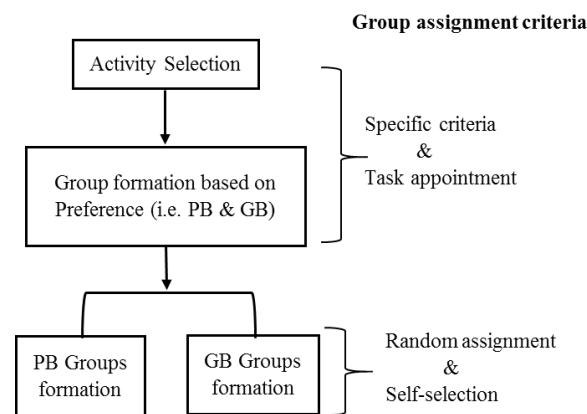 Group assignment criteria
Activity Selection
Specific criteria
&
Task appointment
Group formation based on
Preference (i.e. PB & GB)
PB Groups
formation
GB Groups
formation
Random assignment
&
Self-selection